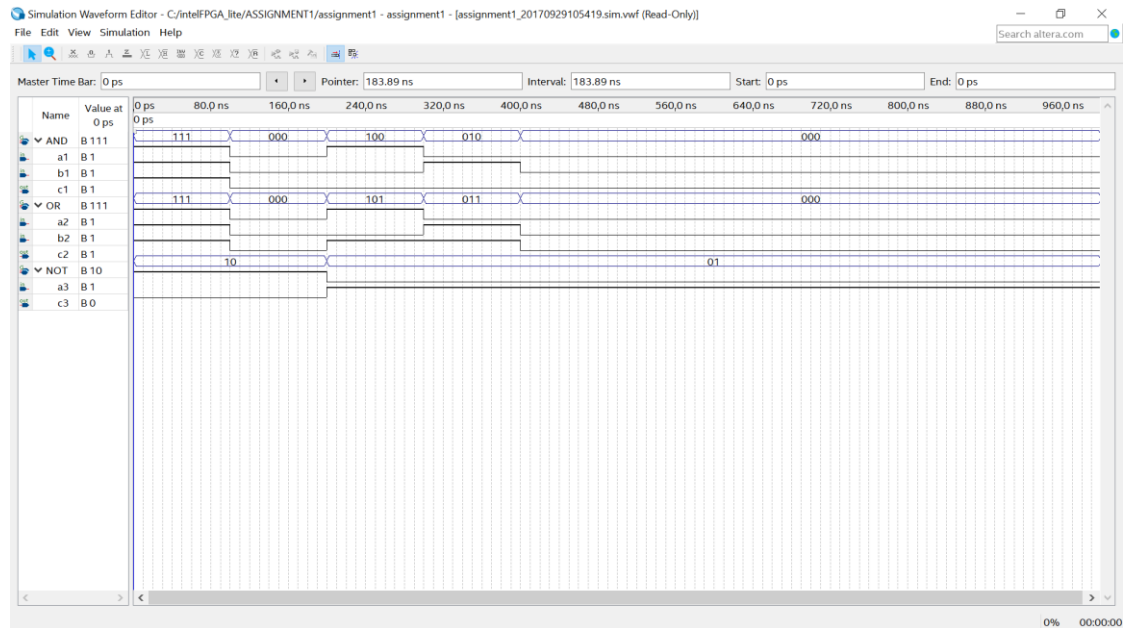 Simulation Waveform Editor - C:/intelFPGA_lite/ASSIGNMENT1/assignment1 - assignment1 - [assignment1_20170929105419.sim.vwf (Read-Only)]
File Edit View Simulation Help
Search altera.com
Master Time Bar: 0 ps Pointer: 183.89 ns Interval: 183.89 ns Start: 0 ps End: 0 ps
Name Value at 0 ps
0 ps 80,0 ns 160,0 ns 240,0 ns 320,0 ns 400,0 ns 480,0 ns 560,0 ns 640,0 ns 720,0 ns 800,0 ns 880,0 ns 960,0 ns
0 ps
AND B 111 111 000 100 010 000
a1 B 1
b1 B 1
c1 B 1
OR B 111 111 000 101 011 000
a2 B 1
b2 B 1
c2 B 1
NOT B 10 10 01
a3 B 1
c3 B 0
0% 00:00:00